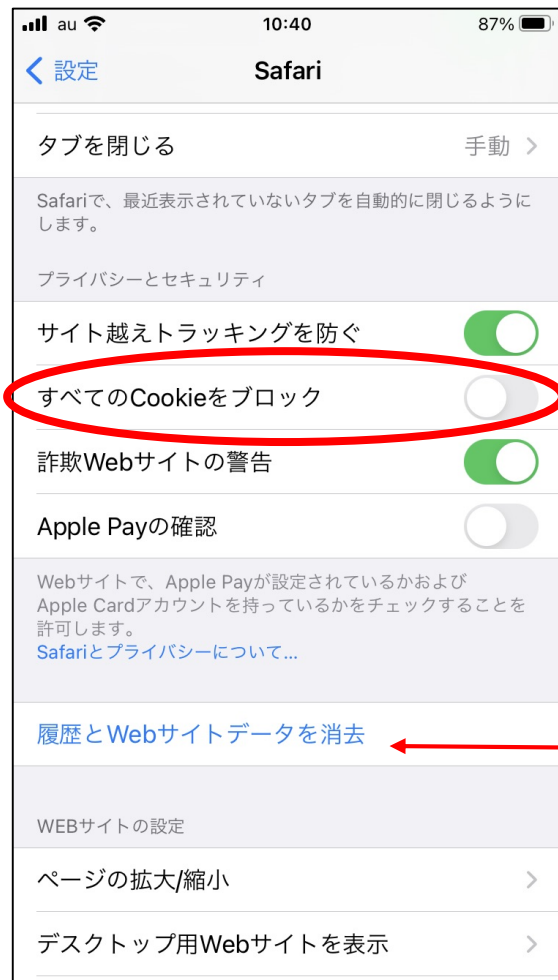 au 10:40 87%
設定 Safari
タブを閉じる 手動
Safariで、最近表示されていないタブを自動的に閉じるように
します。
プライバシーとセキュリティ
サイト越えトラッキングを防ぐ
すべてのCookieをブロック
詐欺Webサイトの警告
Apple Payの確認
Webサイトで、Apple Payが設定されているかおよび
Apple Cardアカウントを持っているかをチェックすることを
許可します。
Safariとプライバシーについて...
履歴とWebサイトデータを消去
WEBサイトの設定
ページの拡大/縮小
デスクトップ用Webサイトを表示